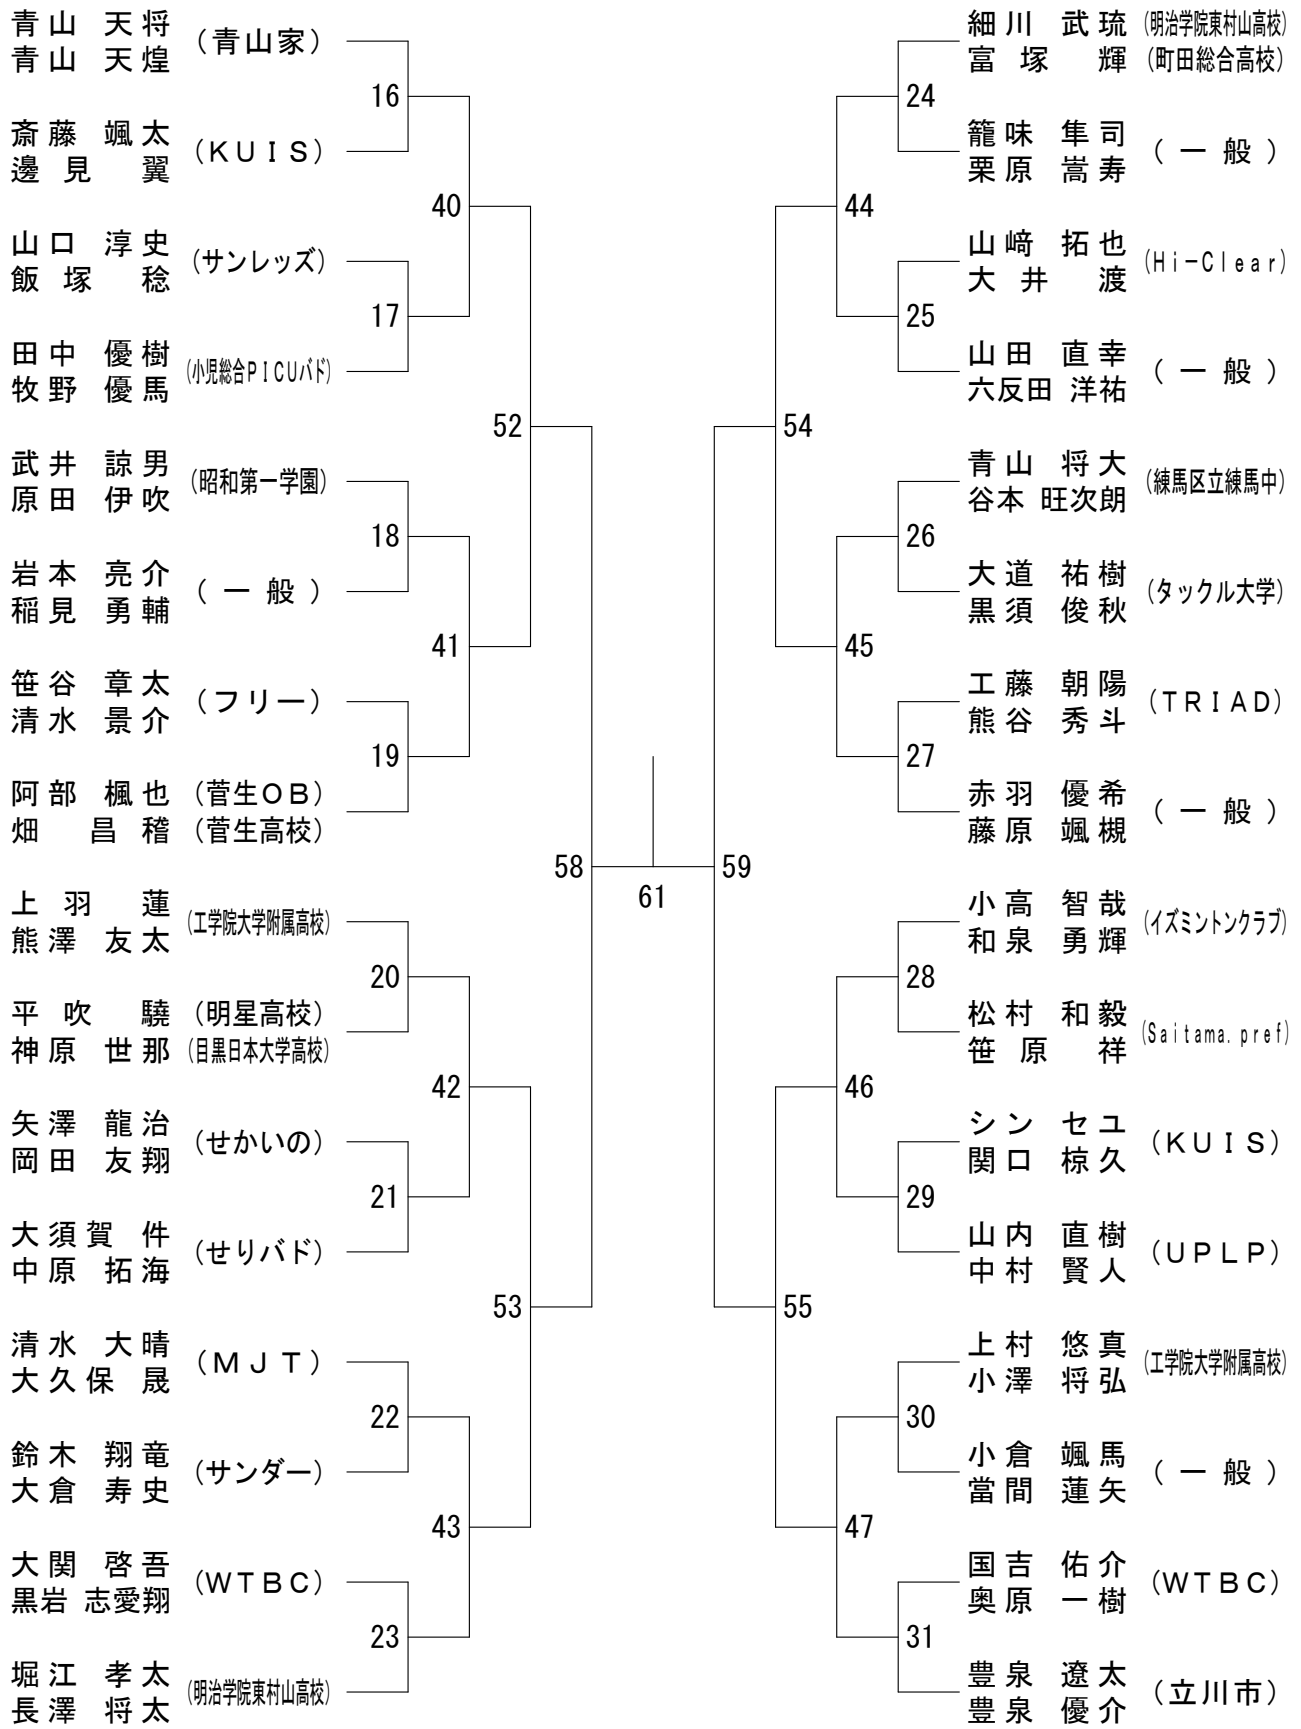 青山 天将
青山 天煌
(青山家)
16
斎藤 颯太
邊見 翼
(KUIS)
40
山口 淳史
飯塚 稔
(サンレッズ)
17
田中 優樹
牧野 優馬
(小児総合PICUバド)
52
武井 諒男
原田 伊吹
(昭和第一学園)
18
岩本 亮介
稲見 勇輔
(一般)
41
笹谷 章太
清水 景介
(フリー)
19
阿部 楓也 (菅生OB)
畑 昌稽 (菅生高校)
58
上羽 蓮
熊澤 友太
(工学院大学附属高校)
20
平吹 驍 (明星高校)
神原 世那 (目黒日本大学高校)
42
矢澤 龍治
岡田 友翔
(せかいの)
21
大須賀 件
中原 拓海
(せりバド)
53
清水 大晴
大久保 晟
(MJT)
22
鈴木 翔竜
大倉 寿史
(サンダー)
43
大関 啓吾
黒岩 志愛翔
(WTBC)
23
堀江 孝太
長澤 将太
(明治学院東村山高校)
61
細川 武琉 (明治学院東村山高校)
富塚 輝 (町田総合高校)
24
籠味 隼司
栗原 嵩寿
(一般)
44
山﨑 拓也
大井 渡
(Hi-Clear)
25
山田 直幸
六反田 洋祐
(一般)
54
青山 将大
谷本 旺次朗
(練馬区立練馬中)
26
大道 祐樹
黒須 俊秋
(タックル大学)
45
工藤 朝陽
熊谷 秀斗
(TRIAD)
27
赤羽 優希
藤原 颯槻
(一般)
59
小高 智哉
和泉 勇輝
(イズミントンクラブ)
28
松村 和毅
笹原 祥
(Saitama.pref)
46
シン セユ
関口 椋久
(KUIS)
29
山内 直樹
中村 賢人
(UPLP)
55
上村 悠真
小澤 将弘
(工学院大学附属高校)
30
小倉 颯馬
當間 蓮矢
(一般)
47
国吉 佑介
奥原 一樹
(WTBC)
31
豊泉 遼太
豊泉 優介
(立川市)